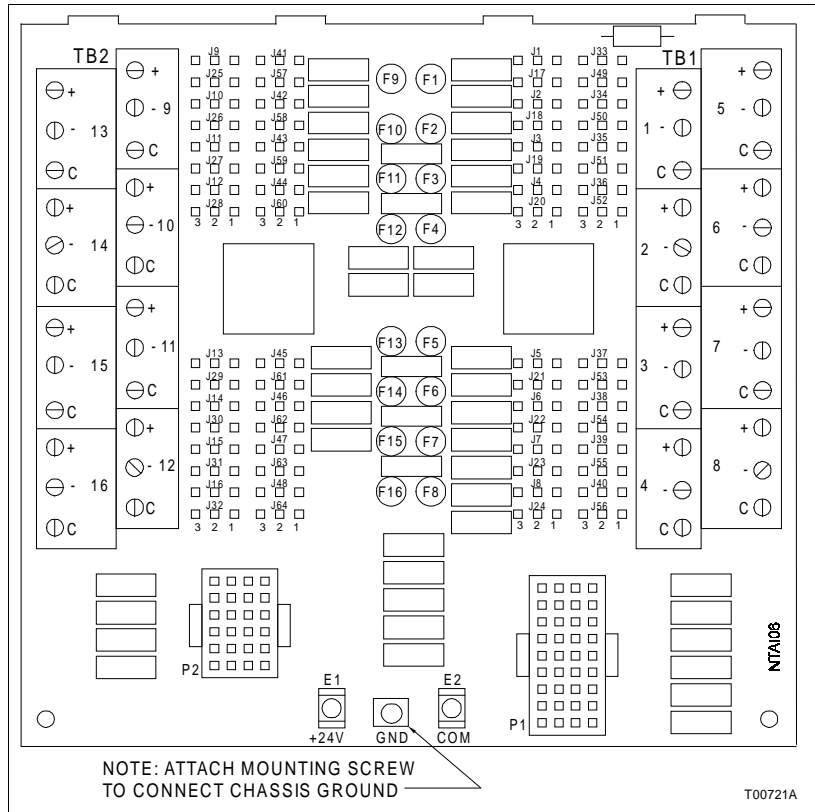 TB2 TB1
J9 J41 J1 J33
J25 J57 F9 F1 J17 J49
J10 J42 J2 J34
J26 J58 F10 F2 J18 J50
J11 J43 J3 J35
J27 J59 F11 F3 J19 J51
J12 J44 J4 J36
J28 J60 F12 F4 J20 J52
3 2 1 3 2 1 3 2 1 3 2 1
+ - 9 C
+ - 13 C
+ -10 C
+ - 14 C
+ -11 C
+ - 15 C
+ - 12 C
+ - 16 C
+ 1 - C
+ 5 - C
+ 2 - C
+ 6 - C
+ 3 - C
+ 7 - C
+ 4 - C
+ 8 - C
F13 F5
J13 J45 J5 J37
J29 J61 J21 J53
J14 J46 F14 F6 J6 J38
J30 J62 J22 J54
J15 J47 F15 F7 J7 J39
J31 J63 J23 J55
J16 J48 F16 F8 J8 J40
J32 J64 J24 J56
3 2 1 3 2 1 3 2 1 3 2 1
NTAI06
P2 E1 E2 P1
+24V GND COM
NOTE: ATTACH MOUNTING SCREW
TO CONNECT CHASSIS GROUND
T00721A